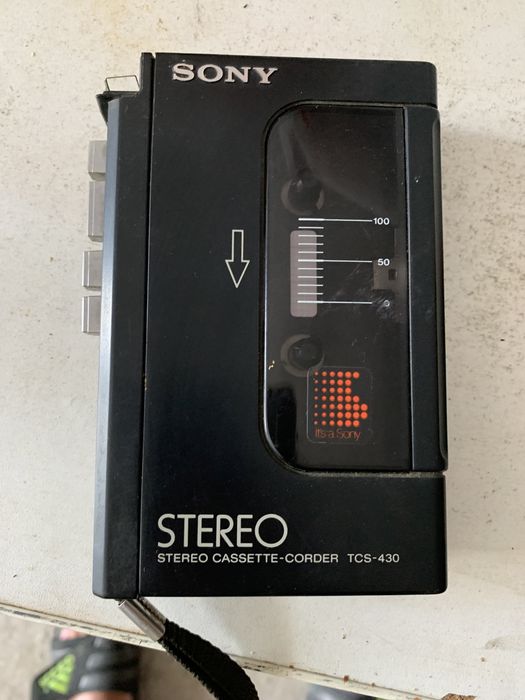 SONY
100
50
0
it's a Sony
STEREO
STEREO CASSETTE-CORDER TCS-430